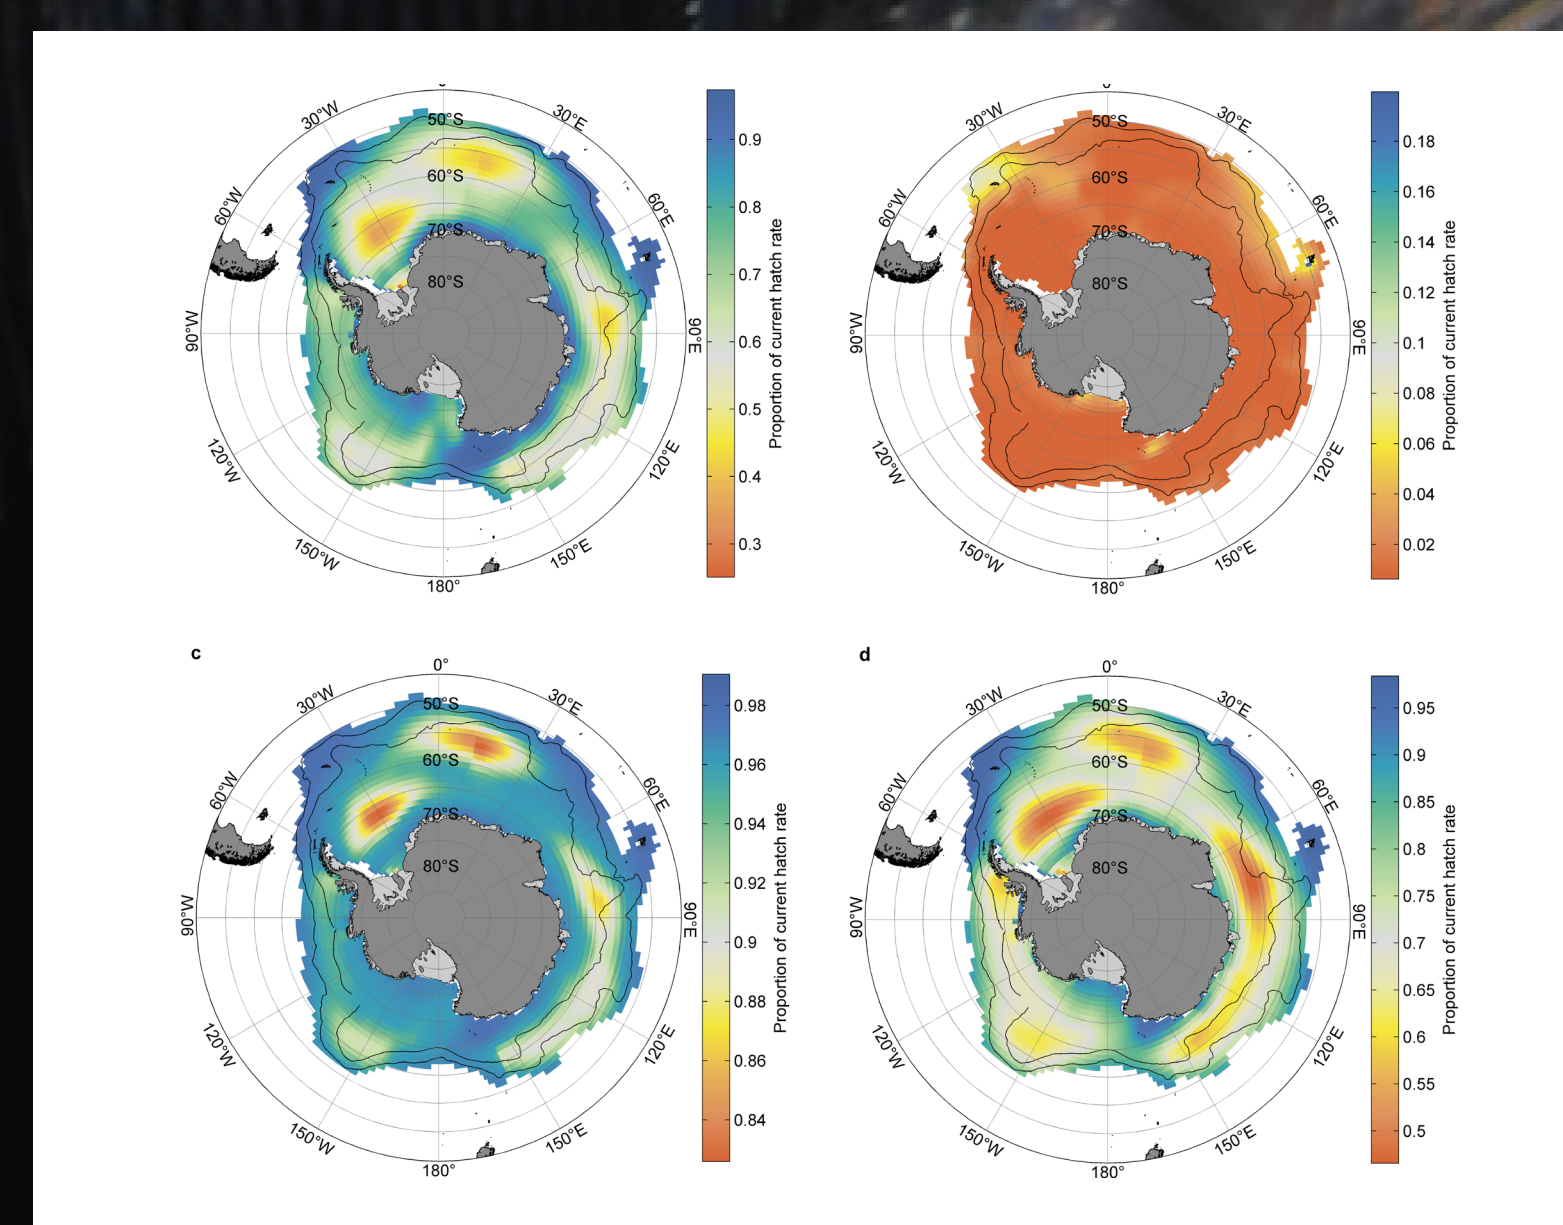 0
30°W
50°S
30°E
60°W
60°S
60°E
70°S
80°S
90°W
90°E
120°W
120°E
150°W
150°E
180°
0.9
0.8
0.7
0.6
0.5
0.4
0.3
Proportion of current hatch rate
0
30°W
50°S
30°E
60°W
60°S
60°E
70°S
80°S
90°W
90°E
120°W
120°E
150°W
150°E
180°
0.18
0.16
0.14
0.12
0.1
0.08
0.06
0.04
0.02
Proportion of current hatch rate
c
0°
30°W
50°S
30°E
60°W
60°S
60°E
70°S
80°S
90°W
90°E
120°W
120°E
150°W
150°E
180°
0.98
0.96
0.94
0.92
0.9
0.88
0.86
0.84
Proportion of current hatch rate
d
0°
30°W
50°S
30°E
60°W
60°S
60°E
70°S
80°S
90°W
90°E
120°W
120°E
150°W
150°E
180°
0.95
0.9
0.85
0.8
0.75
0.7
0.65
0.6
0.55
0.5
Proportion of current hatch rate